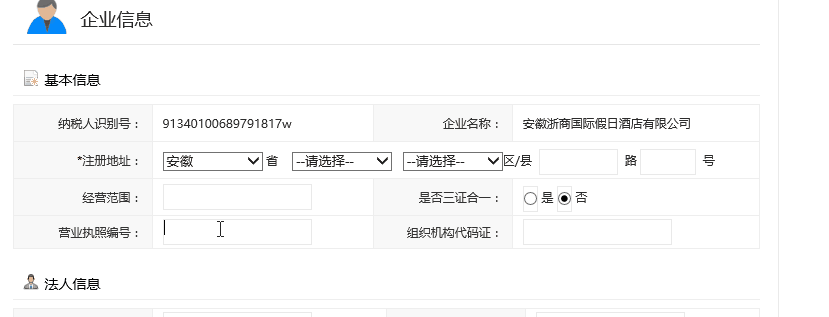 企业信息
基本信息
纳税人识别号： 91340100689791817w 企业名称： 安徽浙商国际假日酒店有限公司
*注册地址： 安徽 省 --请选择-- --请选择-- 区/县 路 号
经营范围： 是否三证合一： 是 否
营业执照编号： 组织机构代码证：
法人信息